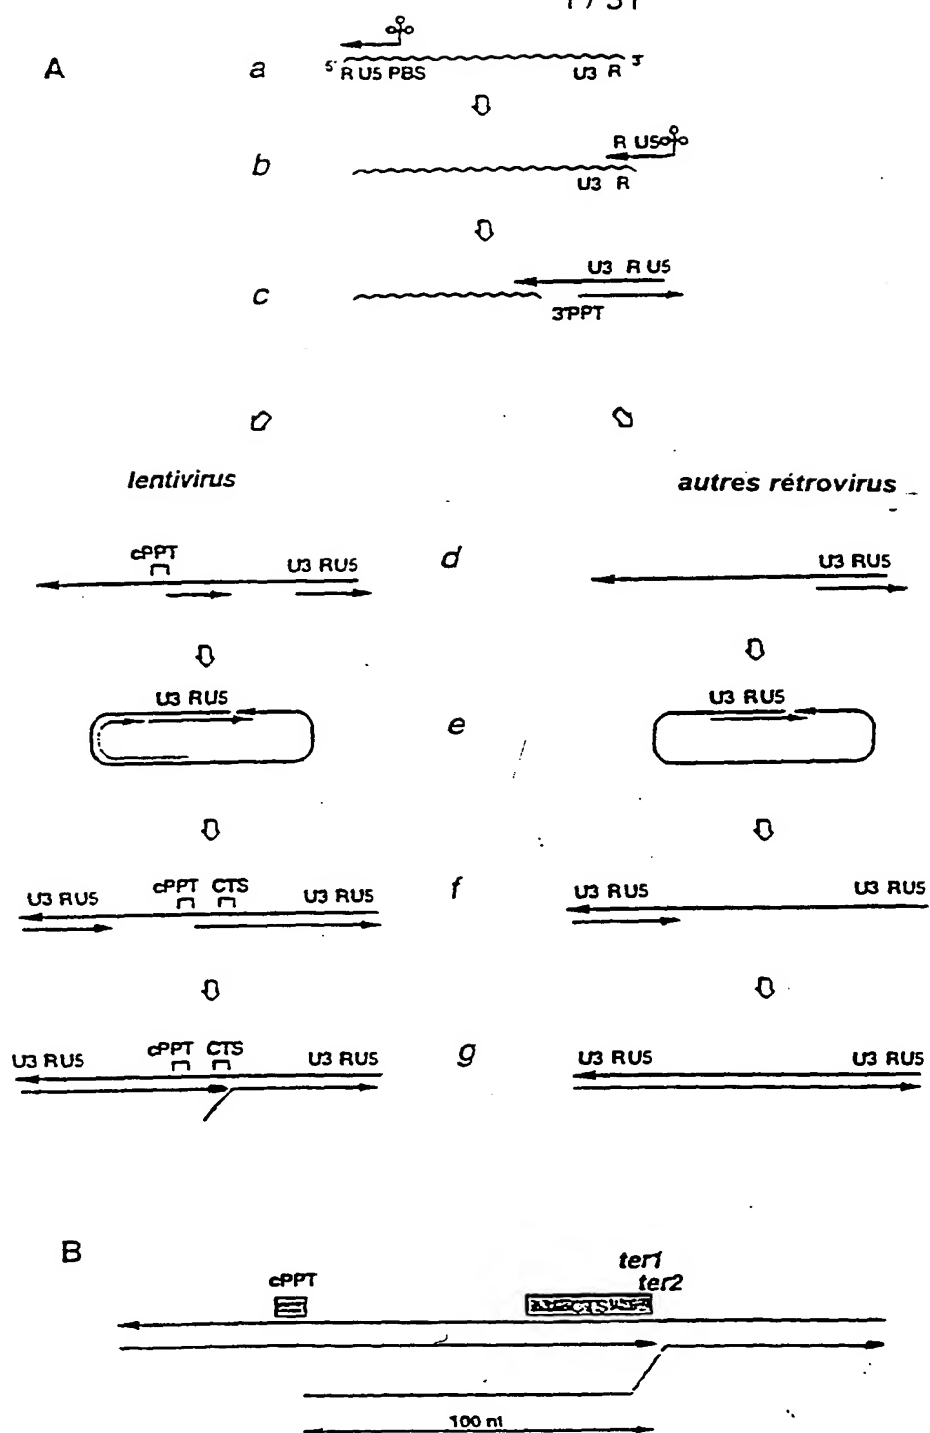 A
a
5'
R U5 PBS
U3 R
3'
b
R U5
U3 R
c
U3 R U5
3'PPT
lentivirus
autres rétrovirus
cPPT
U3 RU5
d
U3 RU5
U3 RU5
e
U3 RU5
U3 RU5
cPPT CTS
U3 RU5
f
U3 RU5
U3 RU5
U3 RU5
cPPT CTS
U3 RU5
g
U3 RU5
U3 RU5
B
cPPT
ter1
ter2
CTS
100 nt